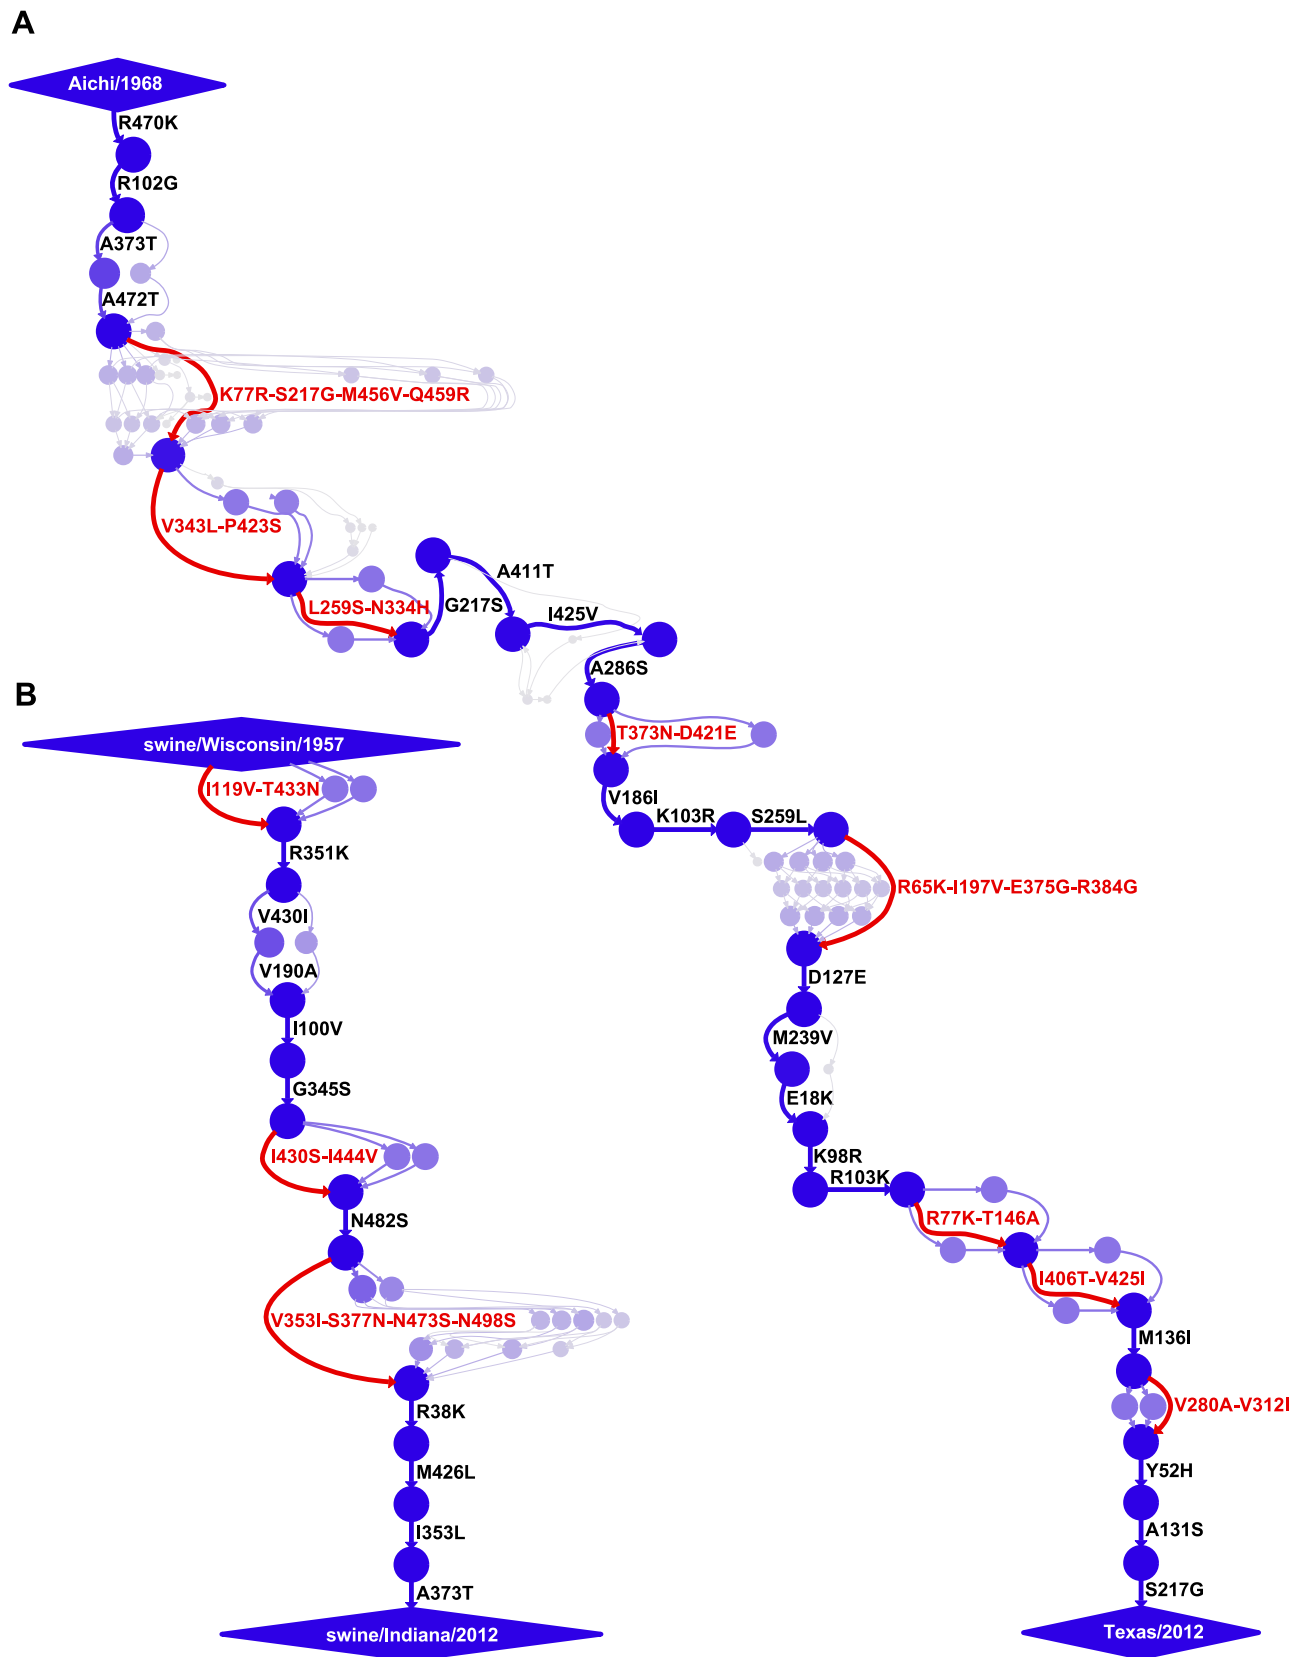 A
Aichi/1968
R470K
R102G
A373T
A472T
K77R-S217G-M456V-Q459R
V343L-P423S
L259S-N334H
G217S
A411T
I425V
A286S
T373N-D421E
V186I
K103R
S259L
R65K-I197V-E375G-R384G
D127E
M239V
E18K
K98R
R103K
R77K-T146A
I406T-V425I
M136I
V280A-V312I
Y52H
A131S
S217G
Texas/2012
B
swine/Wisconsin/1957
I119V-T433N
R351K
V430I
V190A
I100V
G345S
I430S-I444V
N482S
V353I-S377N-N473S-N498S
R38K
M426L
I353L
A373T
swine/Indiana/2012